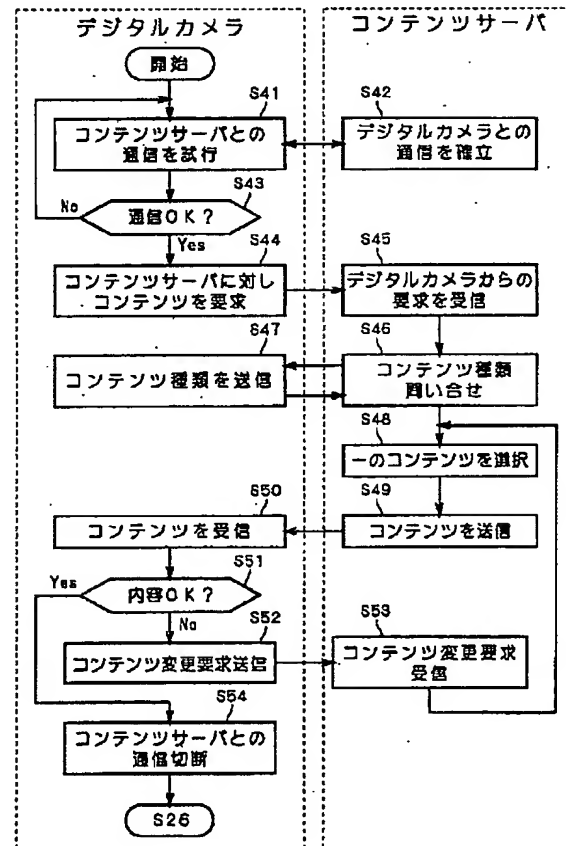 デジタルカメラ
コンテンツサーバ
開始
S41
コンテンツサーバとの
通信を試行
S42
デジタルカメラとの
通信を確立
S43
通信OK?
No
Yes
S44
コンテンツサーバに対し
コンテンツを要求
S45
デジタルカメラからの
要求を受信
S47
コンテンツ種類を送信
S46
コンテンツ種類
問い合せ
S48
一のコンテンツを選択
S49
コンテンツを送信
S50
コンテンツを受信
S51
内容OK?
Yes
No
S52
コンテンツ変更要求送信
S53
コンテンツ変更要求
受信
S54
コンテンツサーバとの
通信切断
S26